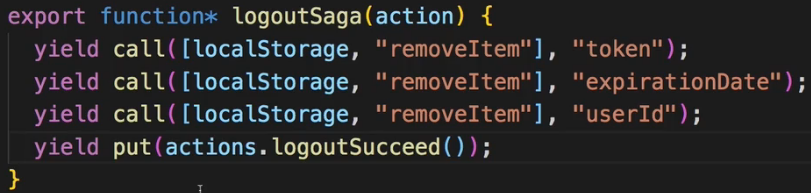 export function* logoutSaga(action) {
  yield call([localStorage, "removeItem"], "token");
  yield call([localStorage, "removeItem"], "expirationDate");
  yield call([localStorage, "removeItem"], "userId");
  yield put(actions.logoutSucceed());
}